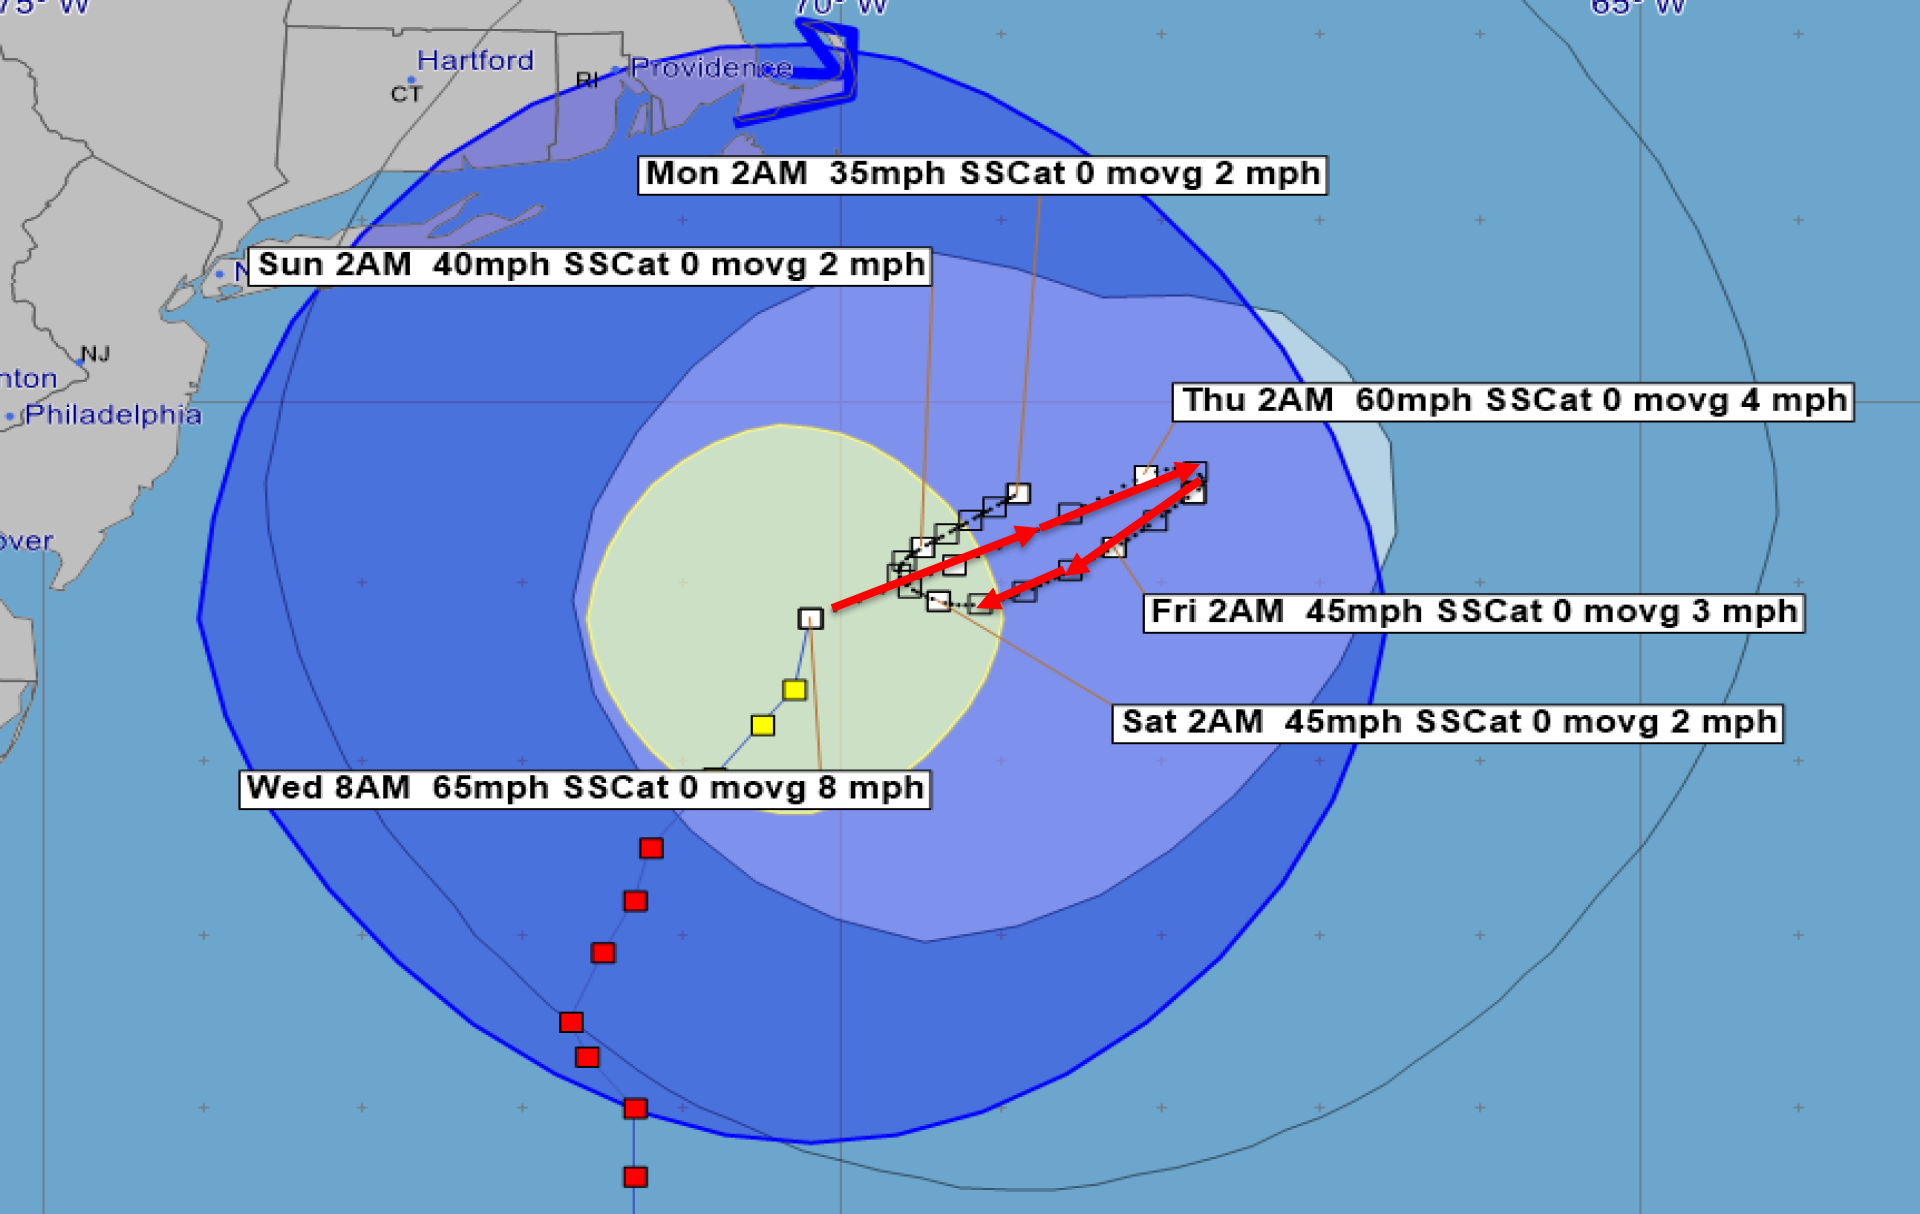 75° W
70° W
65° W
Hartford
CT
RI
Providence
Mon 2AM 35mph SSCat 0 movg 2 mph
Sun 2AM 40mph SSCat 0 movg 2 mph
N
NJ
nton
Philadelphia
Thu 2AM 60mph SSCat 0 movg 4 mph
over
Fri 2AM 45mph SSCat 0 movg 3 mph
Sat 2AM 45mph SSCat 0 movg 2 mph
Wed 8AM 65mph SSCat 0 movg 8 mph